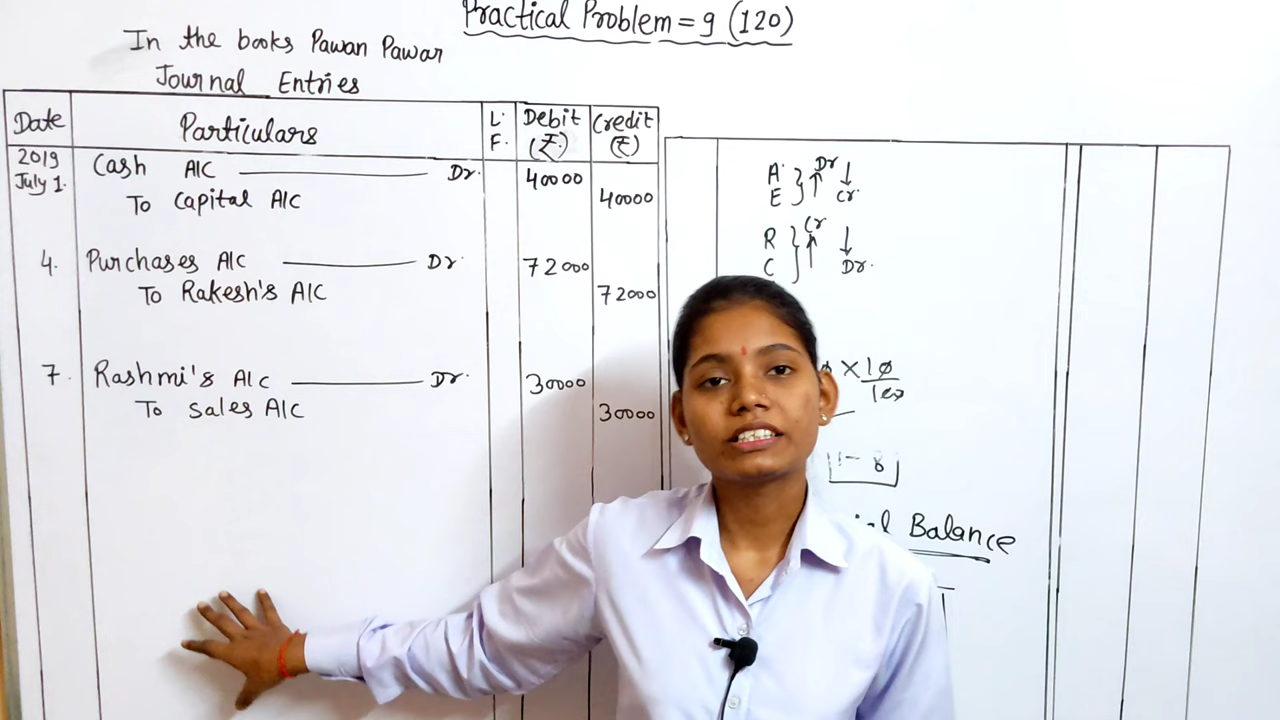 Practical Problem = 9 (120)
In the books Pawan Pawar
Journal Entries
Date Particulars L. F. Debit (₹) Credit (₹)
2019
July 1. Cash A/C Dr. 40000
To Capital A/C 40000
4. Purchases A/C Dr. 72000
To Rakesh's A/C 72000
7. Rashmi's A/C Dr. 30000
To Sales A/C 30000
A } ↑ Dr ↓
E Cr.
R } ↑ Cr ↓
C Dr.
× 10
100
Balance